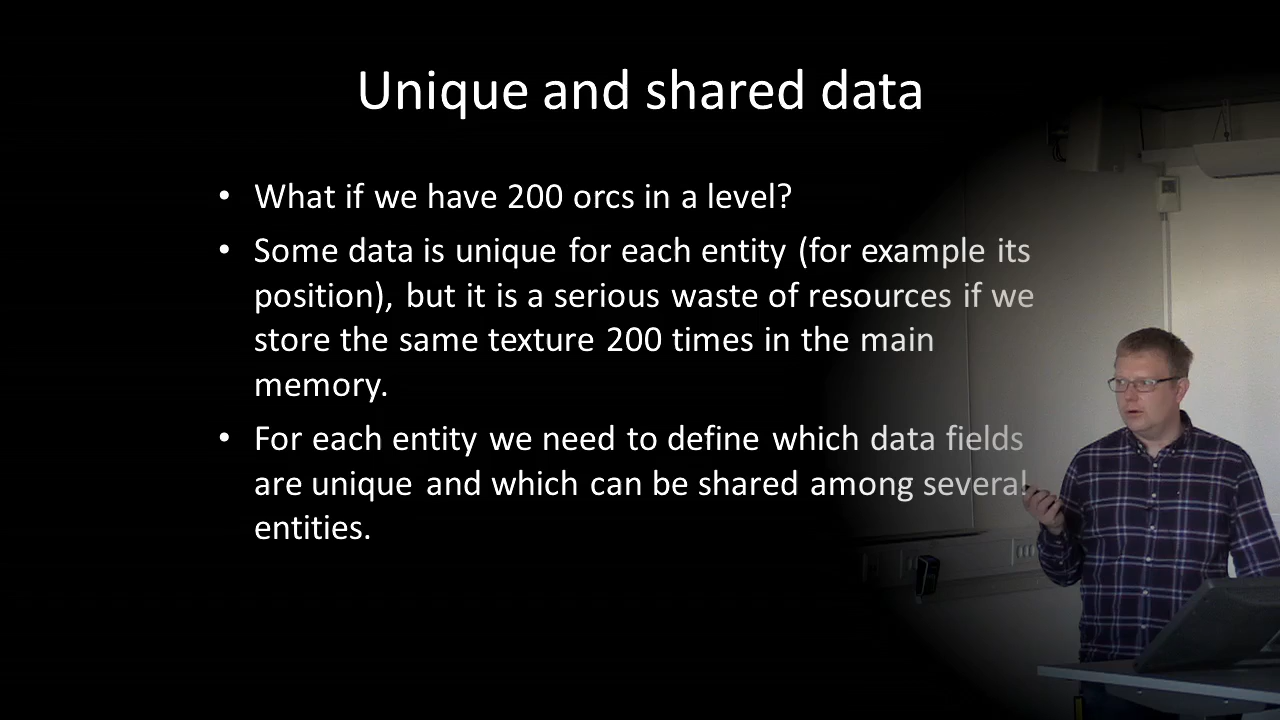 Unique and shared data
• What if we have 200 orcs in a level?
• Some data is unique for each entity (for example its
position), but it is a serious waste of resources if we
store the same texture 200 times in the main
memory.
• For each entity we need to define which data fields
are unique and which can be shared among several
entities.